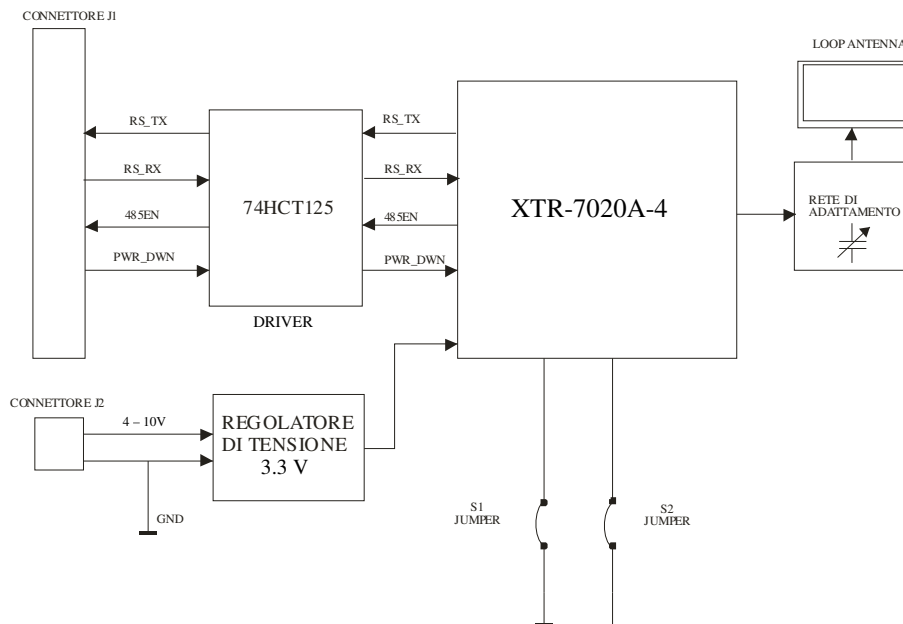 CONNETTORE J1
LOOP ANTENNA
RS_TX
RS_RX
485EN
PWR_DWN
74HCT125
DRIVER
RS_TX
RS_RX
485EN
PWR_DWN
XTR-7020A-4
RETE DI
ADATTAMENTO
CONNETTORE J2
4 – 10V
GND
REGOLATORE
DI TENSIONE
3.3 V
S1
JUMPER
S2
JUMPER